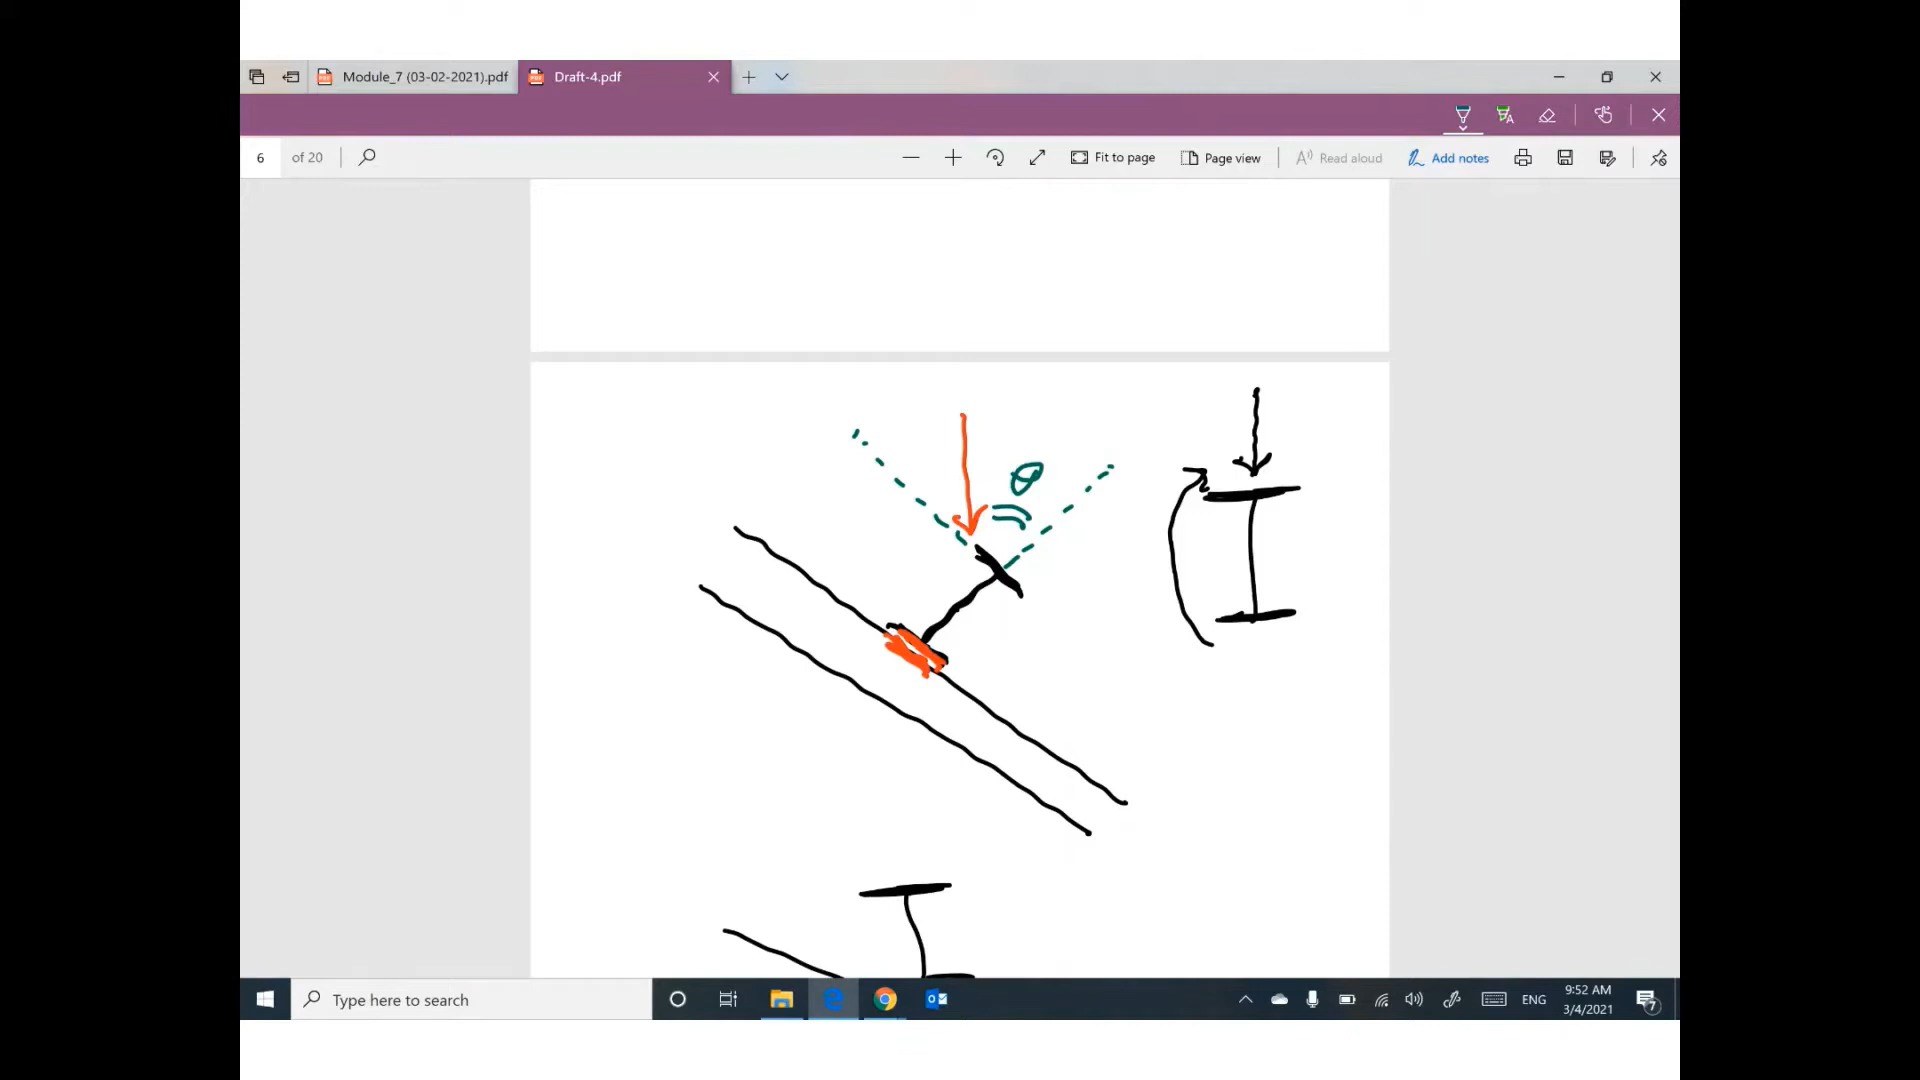 Module_7 (03-02-2021).pdf
Draft-4.pdf
6 of 20
Fit to page
Page view
Read aloud
Add notes
θ
Type here to search
ENG
9:52 AM
3/4/2021
7